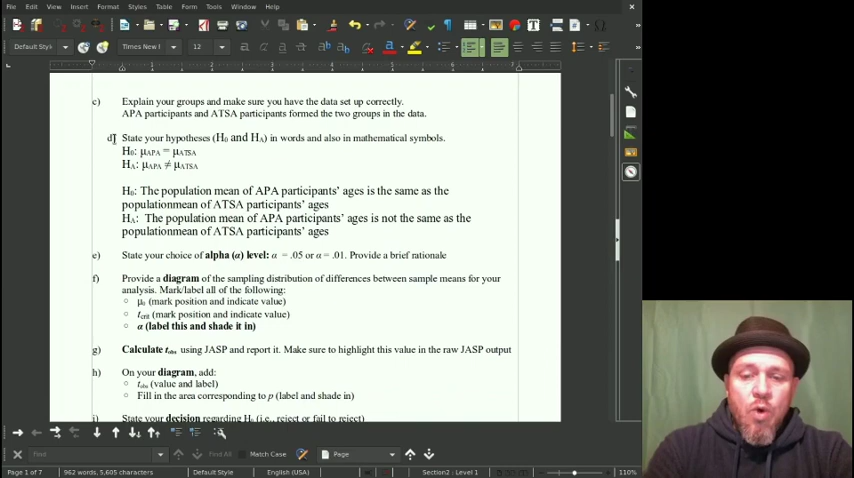 File Edit View Insert Format Styles Table Form Tools Window Help
Default Style Times New 12
1 2 3 4 5 6 7
c) Explain your groups and make sure you have the data set up correctly.
APA participants and ATSA participants formed the two groups in the data.
d) State your hypotheses (H0 and HA) in words and also in mathematical symbols.
H0: μAPA = μATSA
HA: μAPA ≠ μATSA
H0: The population mean of APA participants’ ages is the same as the
populationmean of ATSA participants’ ages
HA: The population mean of APA participants’ ages is not the same as the
populationmean of ATSA participants’ ages
e) State your choice of alpha (α) level: α = .05 or α = .01. Provide a brief rationale
f) Provide a diagram of the sampling distribution of differences between sample means for your
analysis. Mark/label all of the following:
○ μ0 (mark position and indicate value)
○ tcrit (mark position and indicate value)
○ α (label this and shade it in)
g) Calculate tobs using JASP and report it. Make sure to highlight this value in the raw JASP output
h) On your diagram, add:
○ tobs (value and label)
○ Fill in the area corresponding to p (label and shade in)
i) State your decision regarding H0 (i.e., reject or fail to reject)
Find Find All Match Case Page
Page 1 of 7 962 words, 5,605 characters Default Style English (USA) Section2 : Level 1 110%